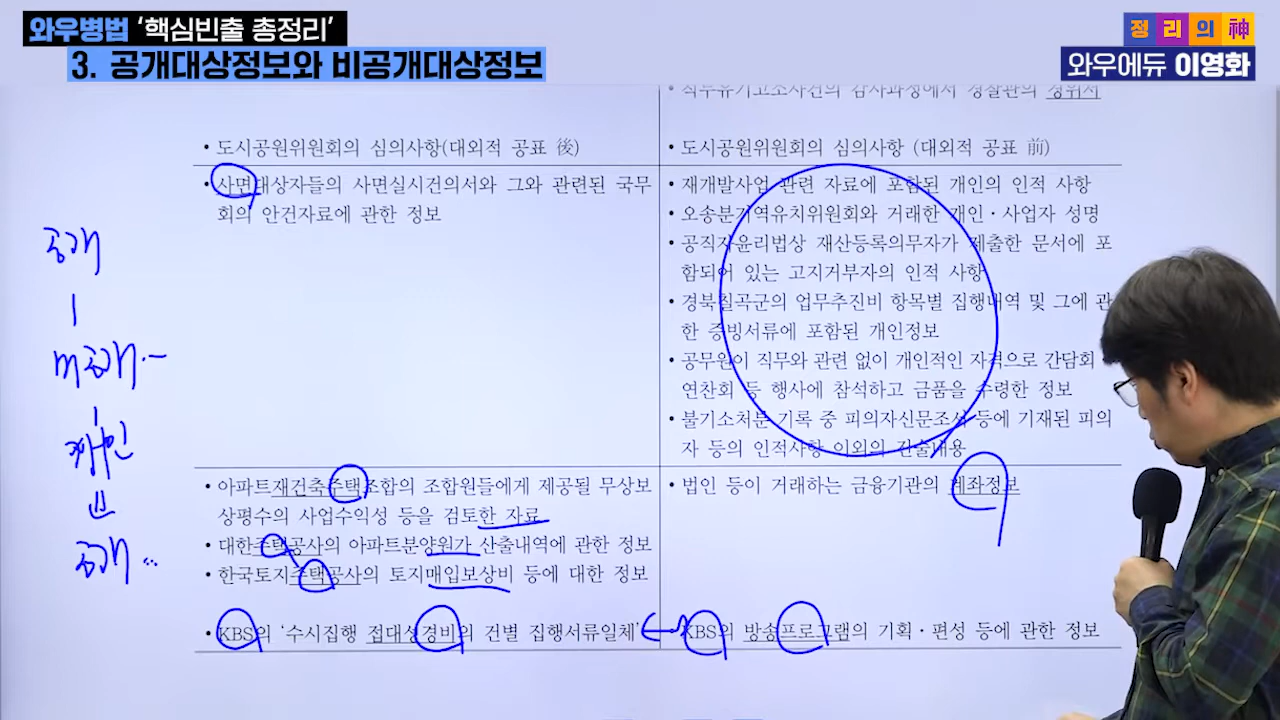 와우병법 '핵심빈출 총정리'
3. 공개대상정보와 비공개대상정보
정리의神
와우에듀 이영화
• 도시공원위원회의 심의사항(대외적 공표 後)
• 사면대상자들의 사면실시건의서와 그와 관련된 국무
회의 안건자료에 관한 정보
• 아파트재건축주택조합의 조합원들에게 제공될 무상보
상평수의 사업수익성 등을 검토한 자료
• 대한주택공사의 아파트분양원가 산출내역에 관한 정보
• 한국토지주택공사의 토지매입보상비 등에 대한 정보
• KBS의 '수시집행 접대성경비의 건별 집행서류일체'
• 직무유기고소사건의 감사과정에서 경찰관의 경위서
• 도시공원위원회의 심의사항 (대외적 공표 前)
• 재개발사업 관련 자료에 포함된 개인의 인적 사항
• 오송분기역유치위원회와 거래한 개인·사업자 성명
• 공직자윤리법상 재산등록의무자가 제출한 문서에 포
함되어 있는 고지거부자의 인적 사항
• 경북칠곡군의 업무추진비 항목별 집행내역 및 그에 관
한 증빙서류에 포함된 개인정보
• 공무원이 직무와 관련 없이 개인적인 자격으로 간담회·
연찬회 등 행사에 참석하고 금품을 수령한 정보
• 불기소처분 기록 중 피의자신문조서 등에 기재된 피의
자 등의 인적사항 이외의 진술내용
• 법인 등이 거래하는 금융기관의 계좌정보
• KBS의 방송프로그램의 기획·편성 등에 관한 정보
공개
공개